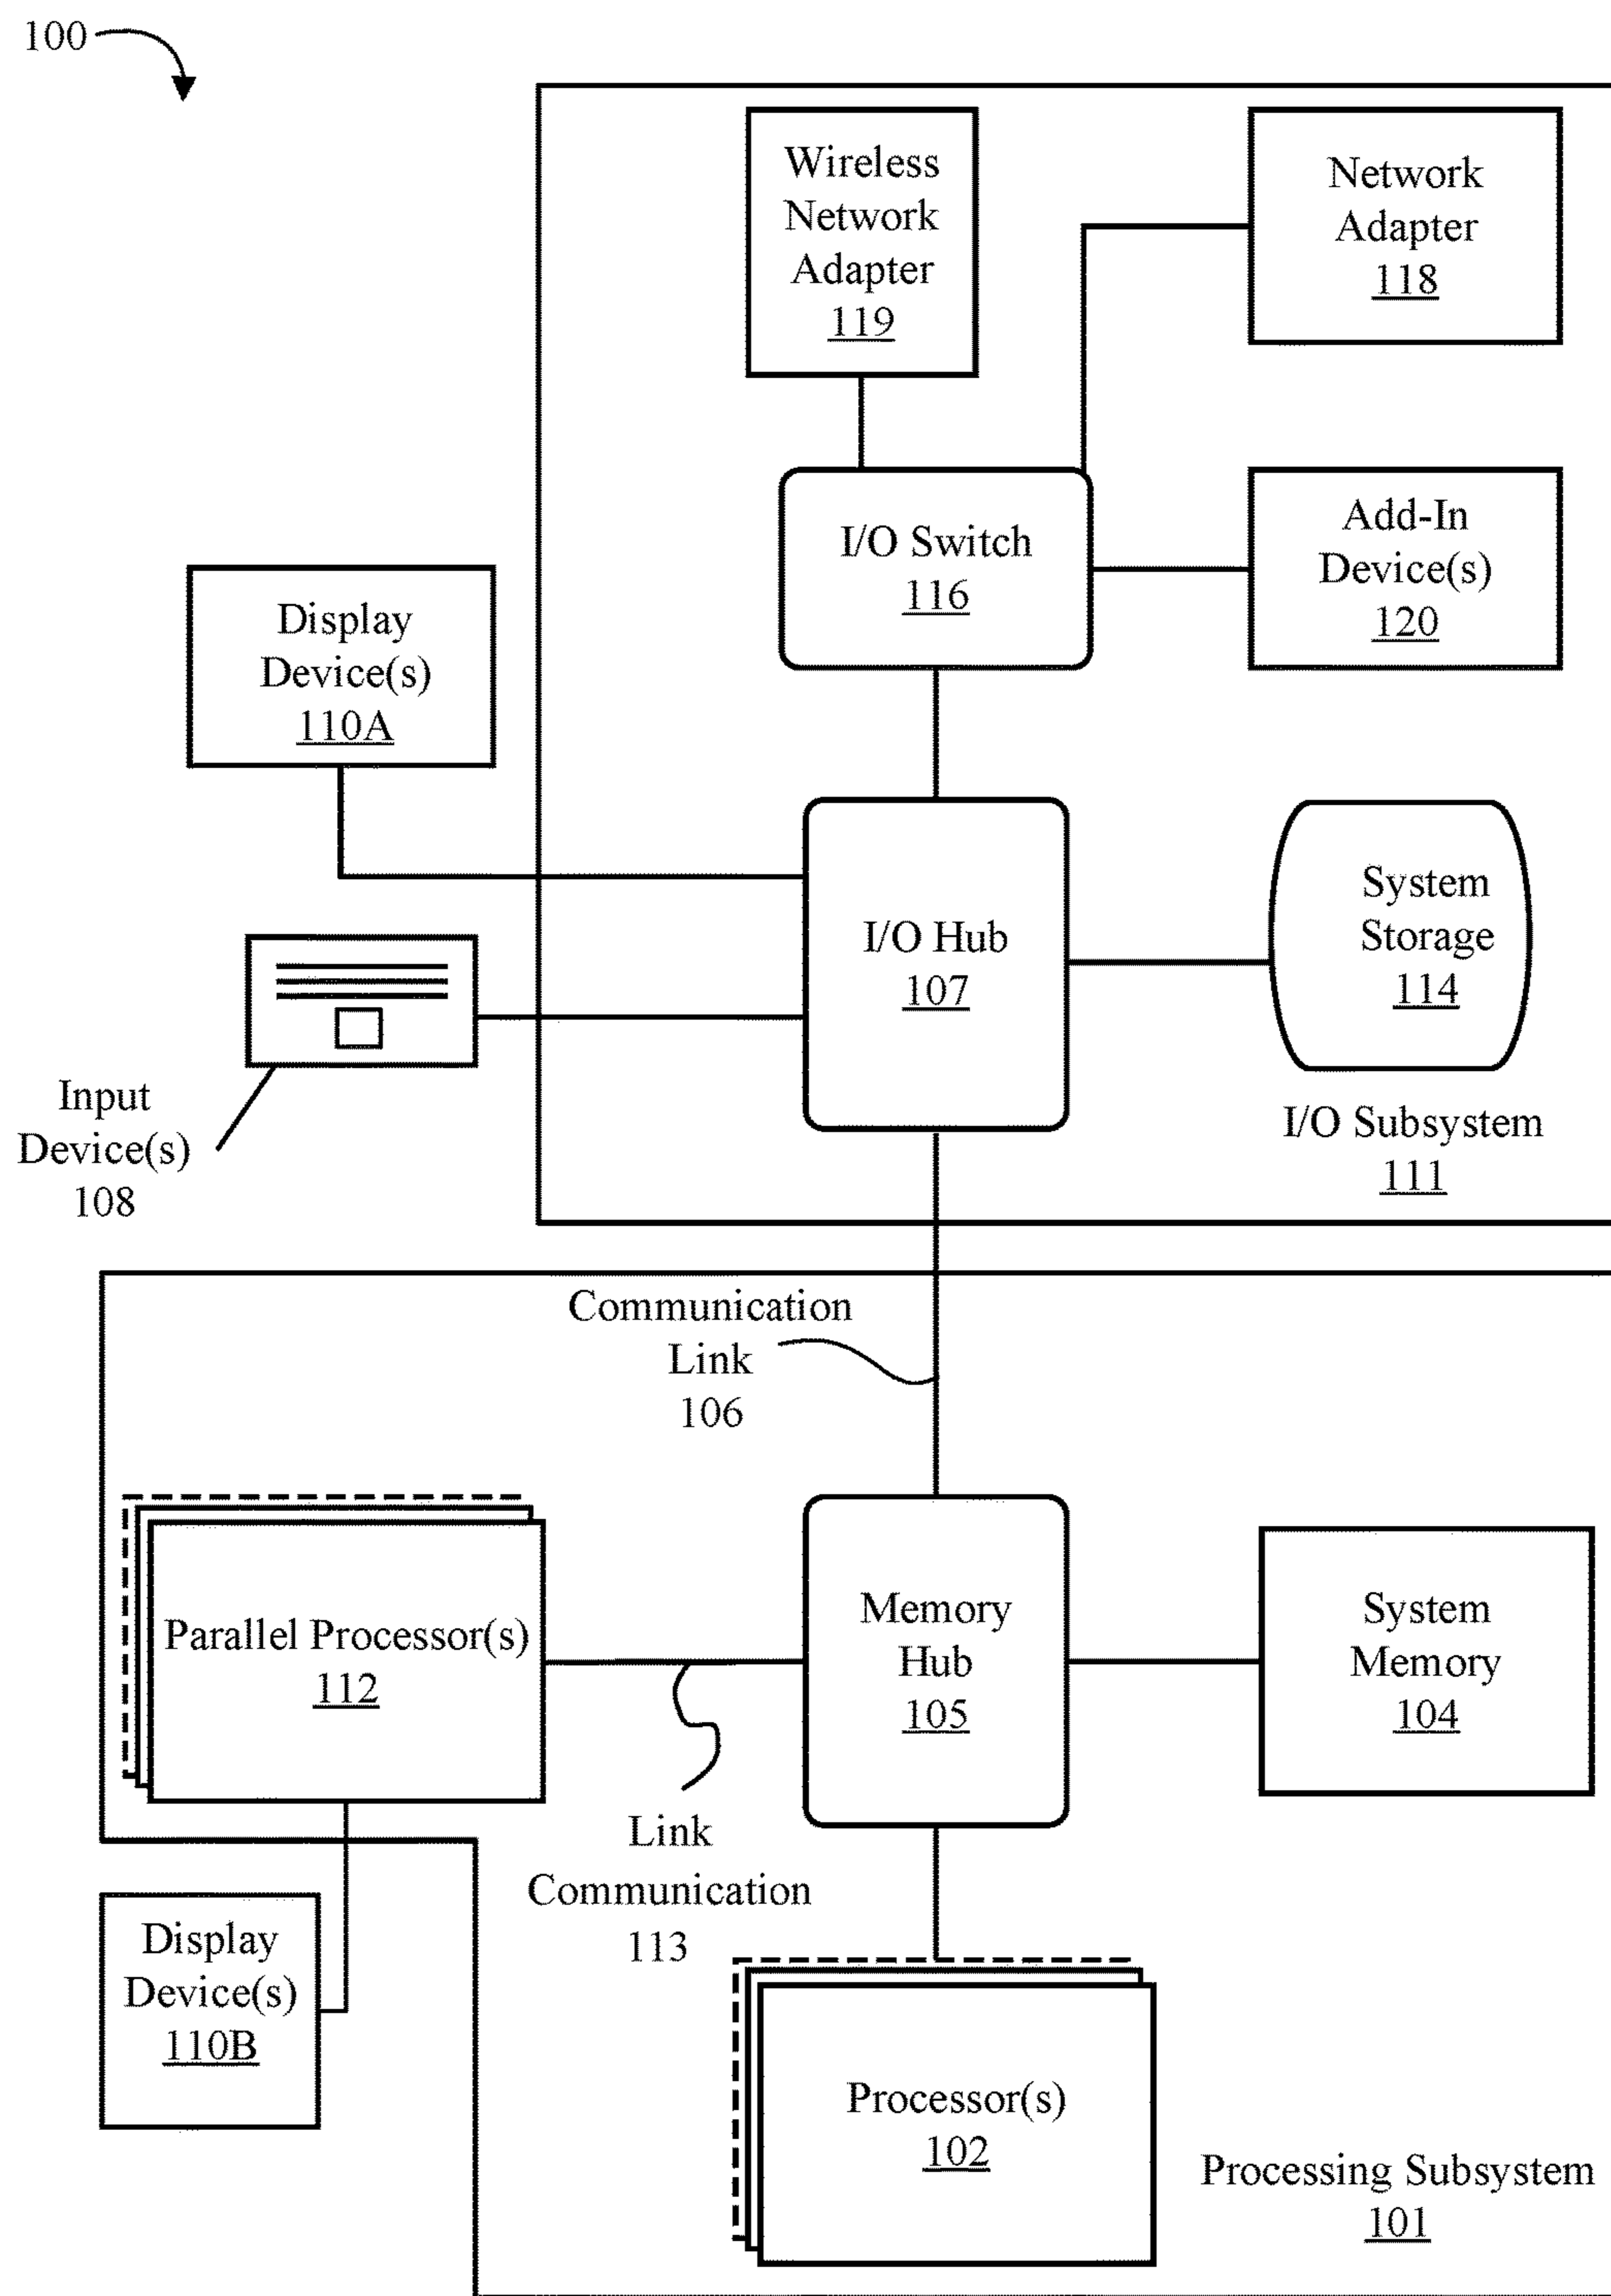 100
Wireless
Network
Adapter
119
Network
Adapter
118
I/O Switch
116
Add-In
Device(s)
120
Display
Device(s)
110A
I/O Hub
107
System
Storage
114
Input
Device(s)
108
I/O Subsystem
111
Communication
Link
106
Parallel Processor(s)
112
Memory
Hub
105
System
Memory
104
Link
Communication
113
Display
Device(s)
110B
Processor(s)
102
Processing Subsystem
101